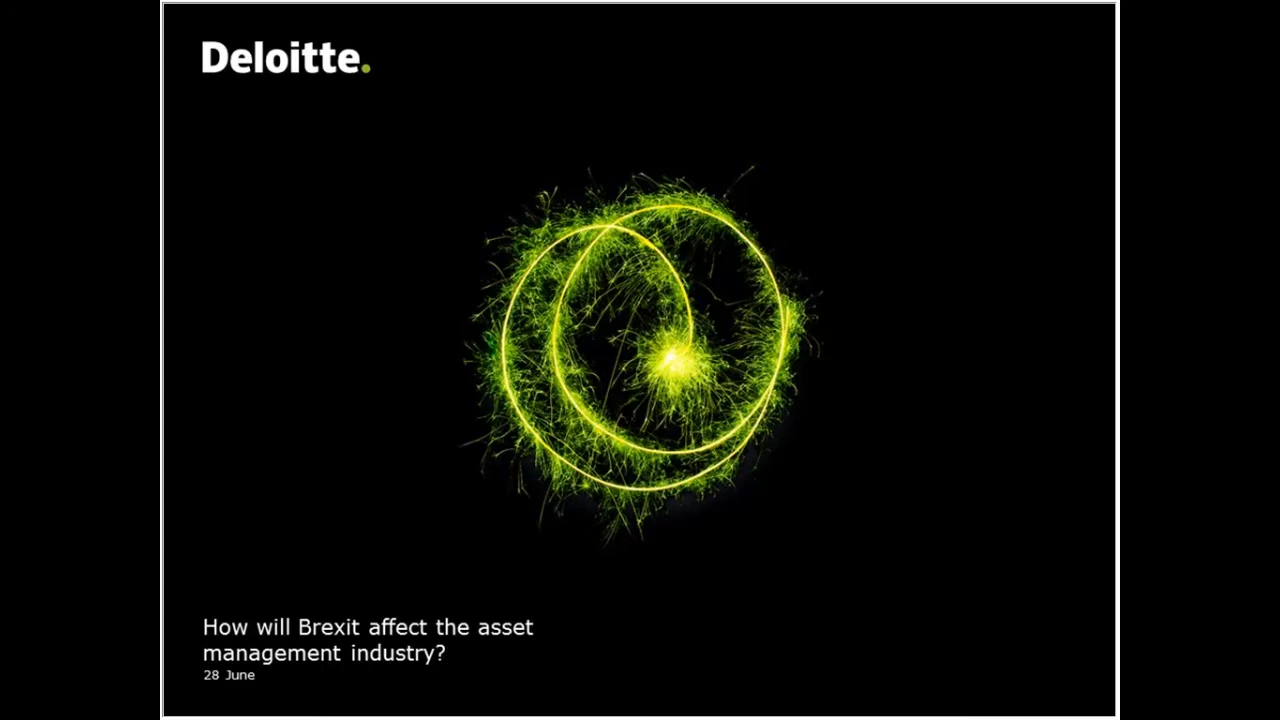 Deloitte.
How will Brexit affect the asset
management industry?
28 June